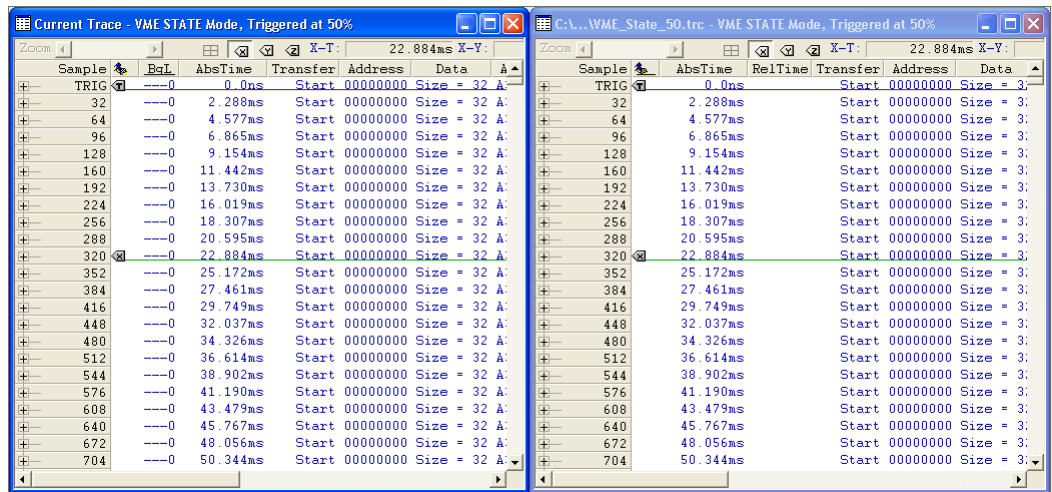 Current Trace - VME STATE Mode, Triggered at 50%
Zoom X Y Z X-T: 22.884ms X-Y:
Sample BgL AbsTime Transfer Address Data
TRIG T ---0 0.0ns Start 00000000 Size = 32
32 ---0 2.288ms Start 00000000 Size = 32
64 ---0 4.577ms Start 00000000 Size = 32
96 ---0 6.865ms Start 00000000 Size = 32
128 ---0 9.154ms Start 00000000 Size = 32
160 ---0 11.442ms Start 00000000 Size = 32
192 ---0 13.730ms Start 00000000 Size = 32
224 ---0 16.019ms Start 00000000 Size = 32
256 ---0 18.307ms Start 00000000 Size = 32
288 ---0 20.595ms Start 00000000 Size = 32
320 X ---0 22.884ms Start 00000000 Size = 32
352 ---0 25.172ms Start 00000000 Size = 32
384 ---0 27.461ms Start 00000000 Size = 32
416 ---0 29.749ms Start 00000000 Size = 32
448 ---0 32.037ms Start 00000000 Size = 32
480 ---0 34.326ms Start 00000000 Size = 32
512 ---0 36.614ms Start 00000000 Size = 32
544 ---0 38.902ms Start 00000000 Size = 32
576 ---0 41.190ms Start 00000000 Size = 32
608 ---0 43.479ms Start 00000000 Size = 32
640 ---0 45.767ms Start 00000000 Size = 32
672 ---0 48.056ms Start 00000000 Size = 32
704 ---0 50.344ms Start 00000000 Size = 32
C:\...\VME_State_50.trc - VME STATE Mode, Triggered at 50%
Zoom X Y Z X-T: 22.884ms X-Y:
Sample AbsTime RelTime Transfer Address Data
TRIG T 0.0ns Start 00000000 Size =
32 2.288ms Start 00000000 Size =
64 4.577ms Start 00000000 Size =
96 6.865ms Start 00000000 Size =
128 9.154ms Start 00000000 Size =
160 11.442ms Start 00000000 Size =
192 13.730ms Start 00000000 Size =
224 16.019ms Start 00000000 Size =
256 18.307ms Start 00000000 Size =
288 20.595ms Start 00000000 Size =
320 X 22.884ms Start 00000000 Size =
352 25.172ms Start 00000000 Size =
384 27.461ms Start 00000000 Size =
416 29.749ms Start 00000000 Size =
448 32.037ms Start 00000000 Size =
480 34.326ms Start 00000000 Size =
512 36.614ms Start 00000000 Size =
544 38.902ms Start 00000000 Size =
576 41.190ms Start 00000000 Size =
608 43.479ms Start 00000000 Size =
640 45.767ms Start 00000000 Size =
672 48.056ms Start 00000000 Size =
704 50.344ms Start 00000000 Size =